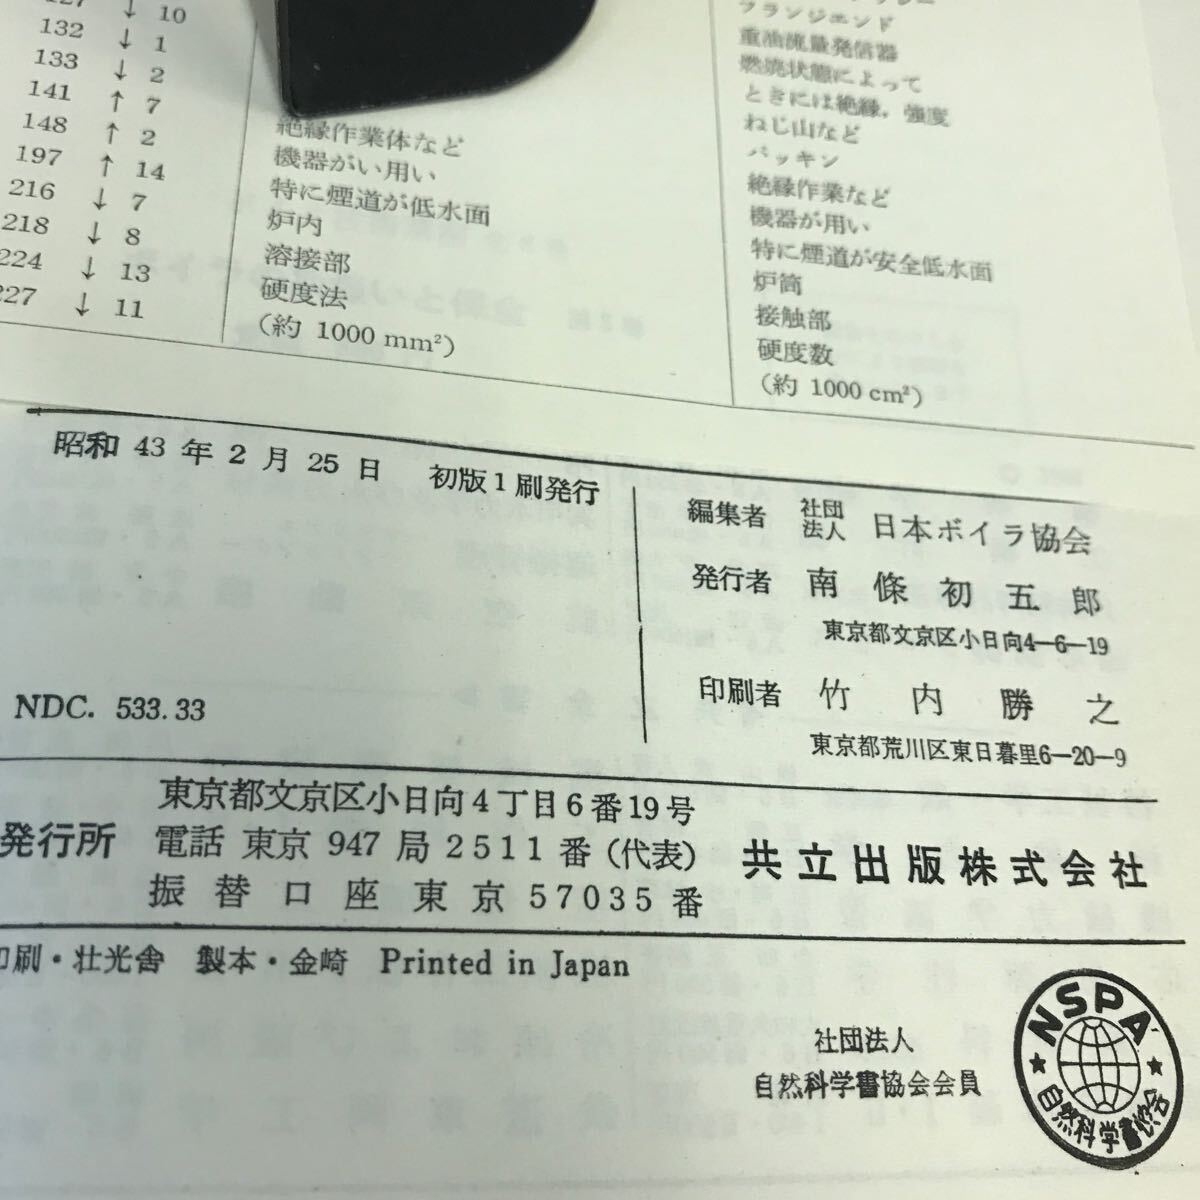 10
132 ↓ 1
133 ↓ 2
141 ↑ 7
148 ↑ 2
197 ↑ 14
216 ↓ 7
218 ↓ 8
224 ↓ 13
227 ↓ 11
絶縁作業体など
機器がい用い
特に煙道が低水面
炉内
溶接部
硬度法
(約 1000 mm²)
フランジエンド
重油流量発信器
燃焼状態によって
ときには絶縁，強度
ねじ山など
パッキン
絶縁作業など
機器が用い
特に煙道が安全低水面
炉筒
接触部
硬度数
(約 1000 cm²)
昭和 43 年 2 月 25 日 初版1刷発行
NDC. 533.33
編集者 社団法人 日本ボイラ協会
発行者 南條初五郎
東京都文京区小日向4—6—19
印刷者 竹内勝之
東京都荒川区東日暮里6—20—9
発行所
東京都文京区小日向4丁目6番19号
電話 東京 947 局 2511 番 (代表)
振替口座東京 57035 番
共立出版株式会社
印刷・壮光舎 製本・金崎 Printed in Japan
社団法人
自然科学書協会会員
NSPA
自然科学書協会